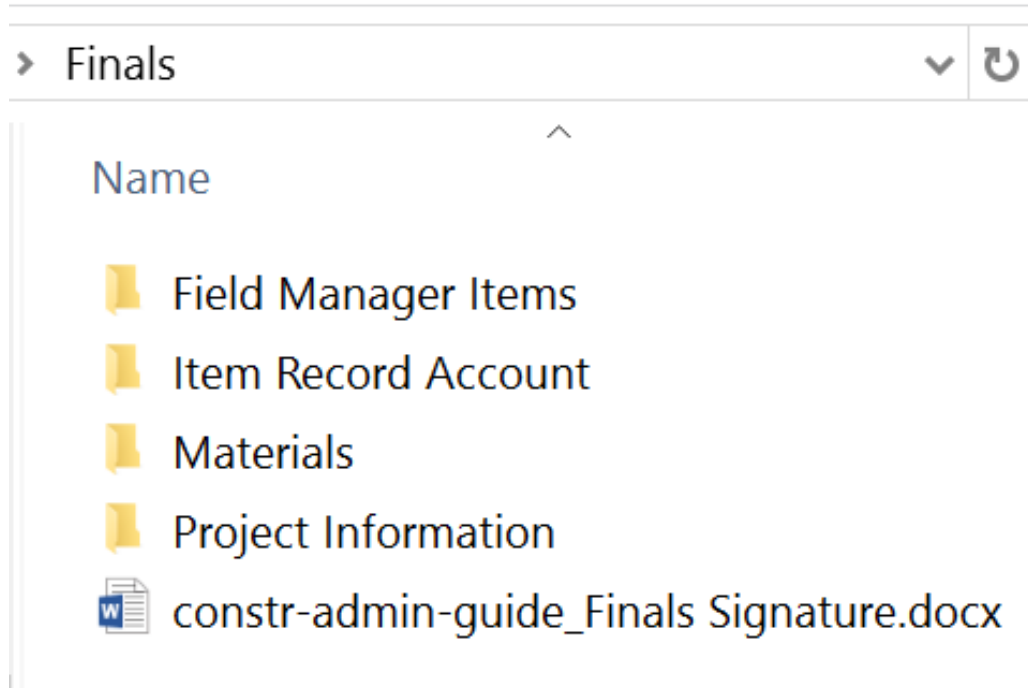 Finals
Name
Field Manager Items
Item Record Account
Materials
Project Information
constr-admin-guide_Finals Signature.docx